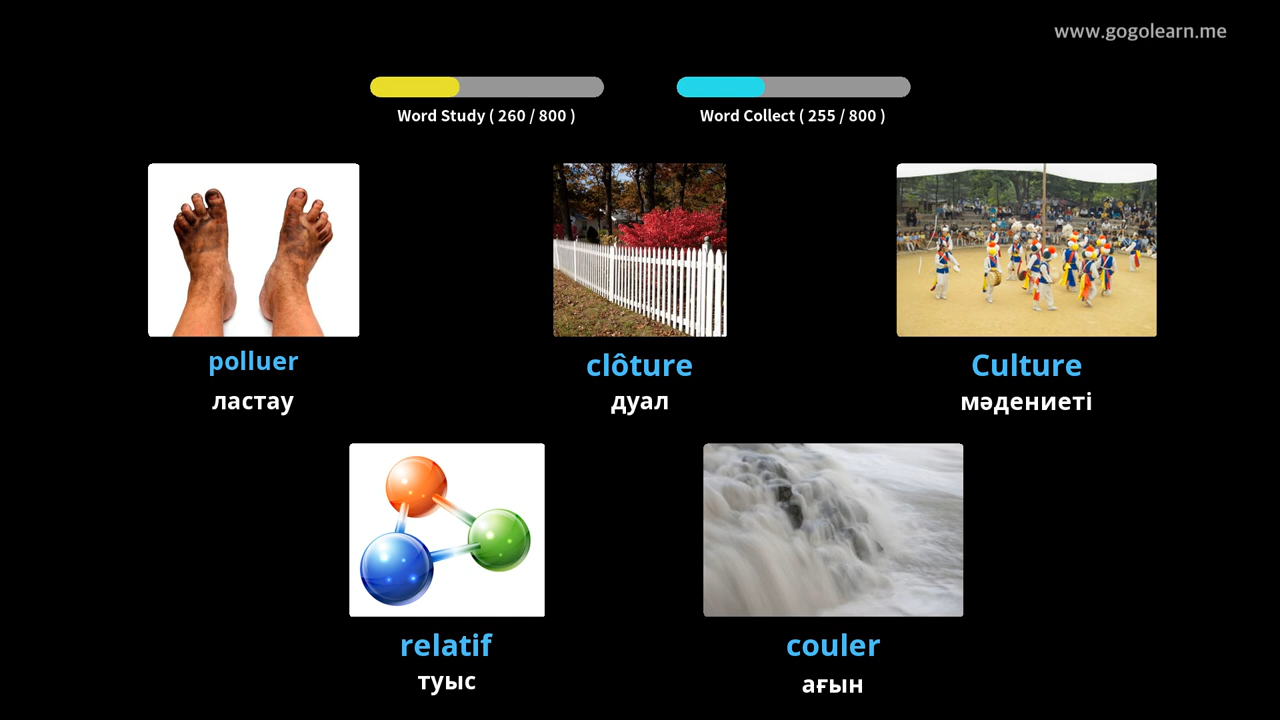 www.gogolearn.me
Word Study ( 260 / 800 )
Word Collect ( 255 / 800 )
polluer
ластау
clôture
дуал
Culture
мәдениеті
relatif
туыс
couler
ағын